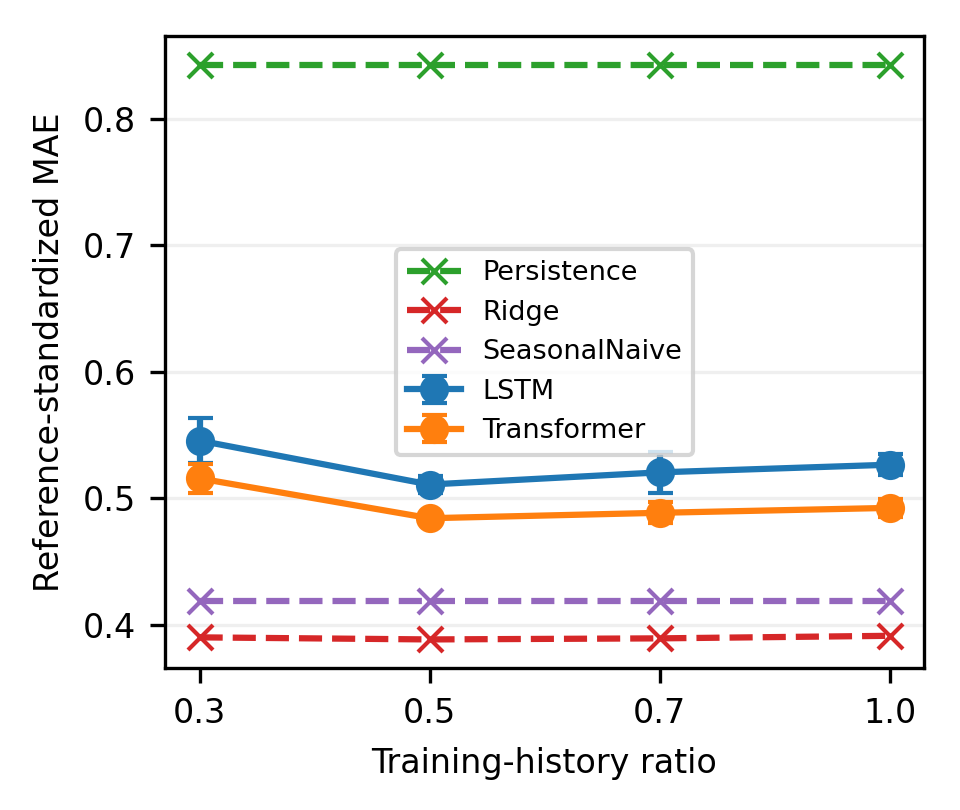 Reference-standardized MAE
0.8
0.7
0.6
0.5
0.4
Persistence
Ridge
SeasonalNaive
LSTM
Transformer
0.3 0.5 0.7 1.0
Training-history ratio